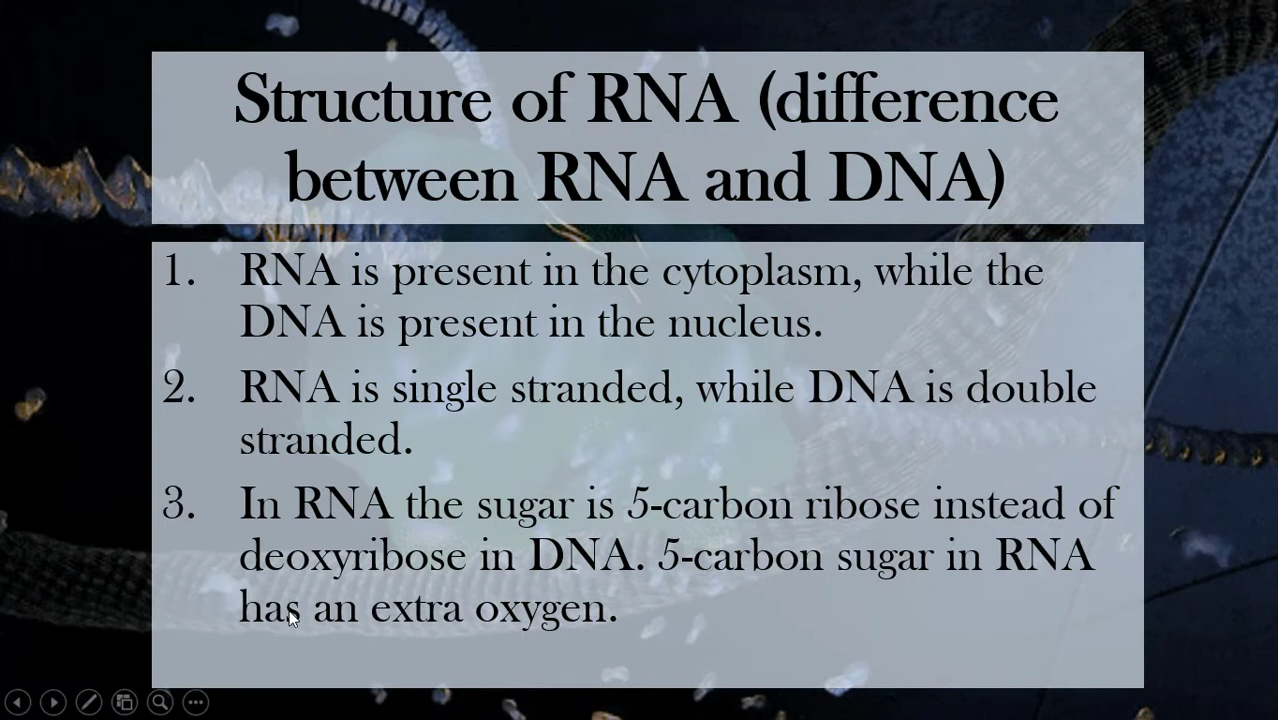 Structure of RNA (difference
between RNA and DNA)
1. RNA is present in the cytoplasm, while the
DNA is present in the nucleus.
2. RNA is single stranded, while DNA is double
stranded.
3. In RNA the sugar is 5-carbon ribose instead of
deoxyribose in DNA. 5-carbon sugar in RNA
has an extra oxygen.